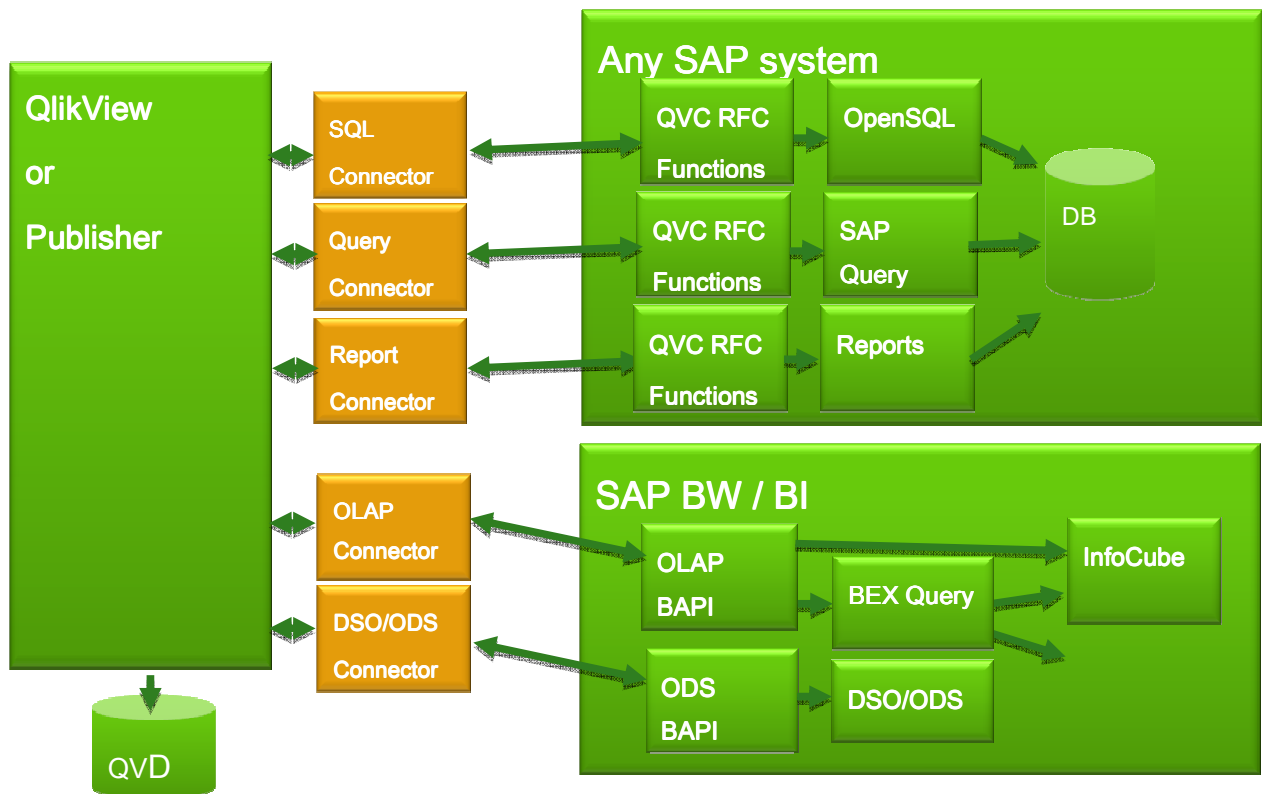 QlikView
or
Publisher
QVD
SQL
Connector
Query
Connector
Report
Connector
OLAP
Connector
DSO/ODS
Connector
Any SAP system
QVC RFC
Functions
OpenSQL
QVC RFC
Functions
SAP
Query
QVC RFC
Functions
Reports
DB
SAP BW / BI
OLAP
BAPI
BEX Query
InfoCube
ODS
BAPI
DSO/ODS